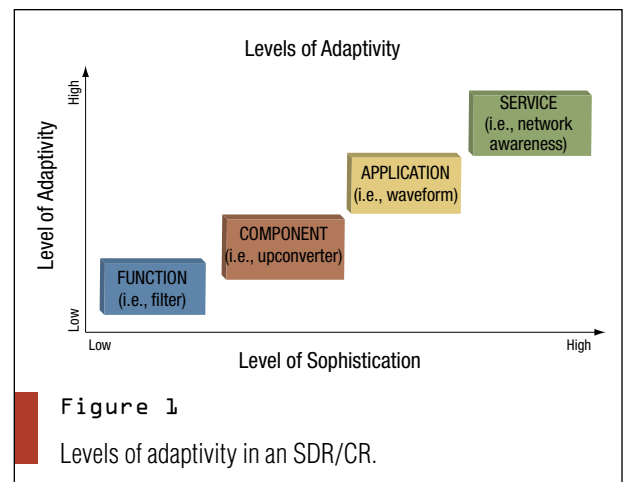 Levels of Adaptivity
High
Level of Adaptivity
Low
SERVICE
(i.e., network
awareness)
APPLICATION
(i.e., waveform)
COMPONENT
(i.e., upconverter)
FUNCTION
(i.e., filter)
Low
High
Level of Sophistication
Figure 1
Levels of adaptivity in an SDR/CR.